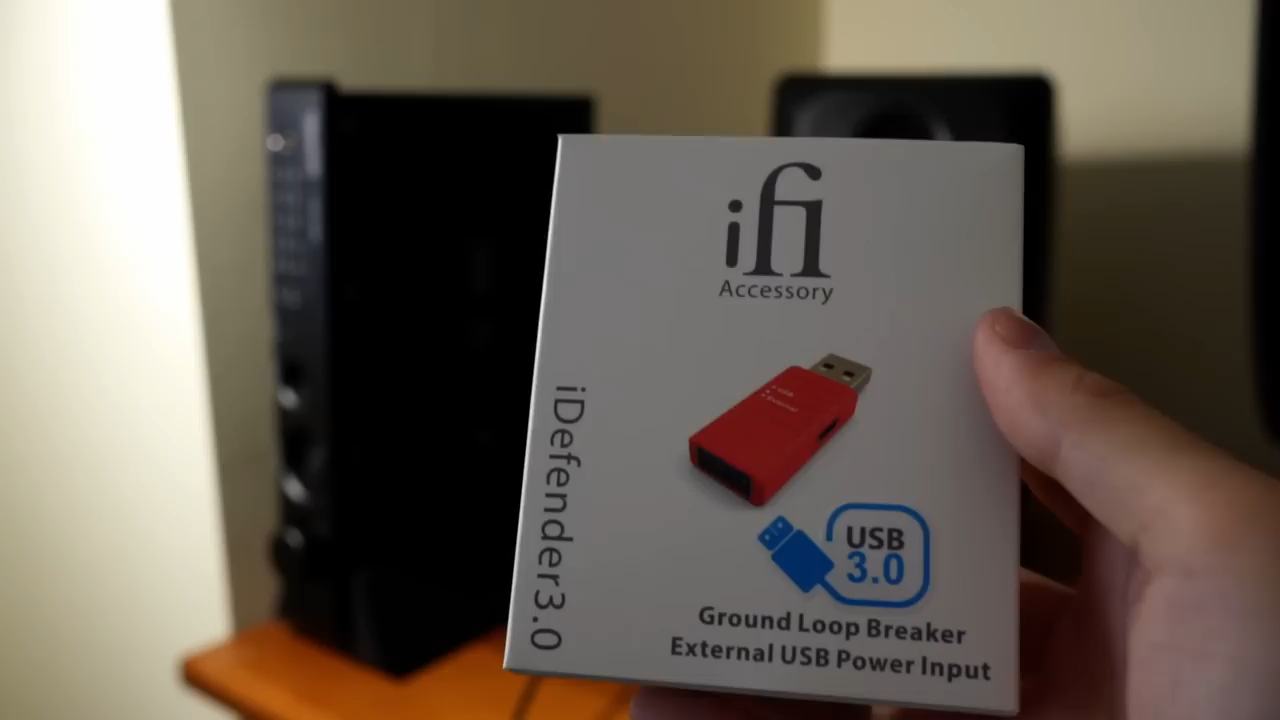 ifi
Accessory
iDefender3.0
USB
3.0
Ground Loop Breaker
External USB Power Input